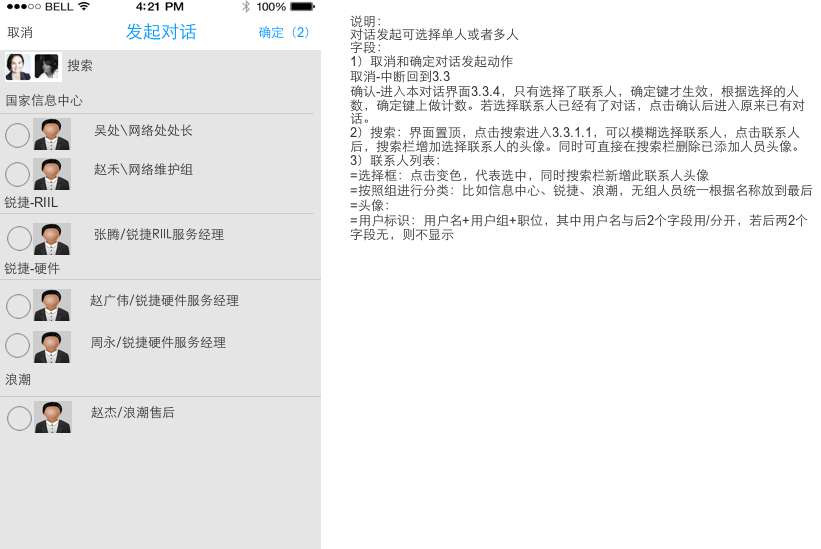 BELL 4:21 PM 100%
取消 发起对话 确定（2）
搜索
国家信息中心
吴处\网络处处长
赵禾\网络维护组
锐捷-RIIL
张腾/锐捷RIIL服务经理
锐捷-硬件
赵广伟/锐捷硬件服务经理
周永/锐捷硬件服务经理
浪潮
赵杰/浪潮售后
说明：
对话发起可选择单人或者多人
字段：
1）取消和确定对话发起动作
取消-中断回到3.3
确认-进入本对话界面3.3.4，只有选择了联系人，确定键才生效，根据选择的人
数，确定键上做计数。若选择联系人已经有了对话，点击确认后进入原来已有对
话。
2）搜索：界面置顶，点击搜索进入3.3.1.1，可以模糊选择联系人，点击联系人
后，搜索栏增加选择联系人的头像。同时可直接在搜索栏删除已添加人员头像。
3）联系人列表：
=选择框：点击变色，代表选中，同时搜索栏新增此联系人头像
=按照组进行分类：比如信息中心、锐捷、浪潮，无组人员统一根据名称放到最后
=头像：
=用户标识：用户名+用户组+职位，其中用户名与后2个字段用/分开，若后两2个
字段无，则不显示